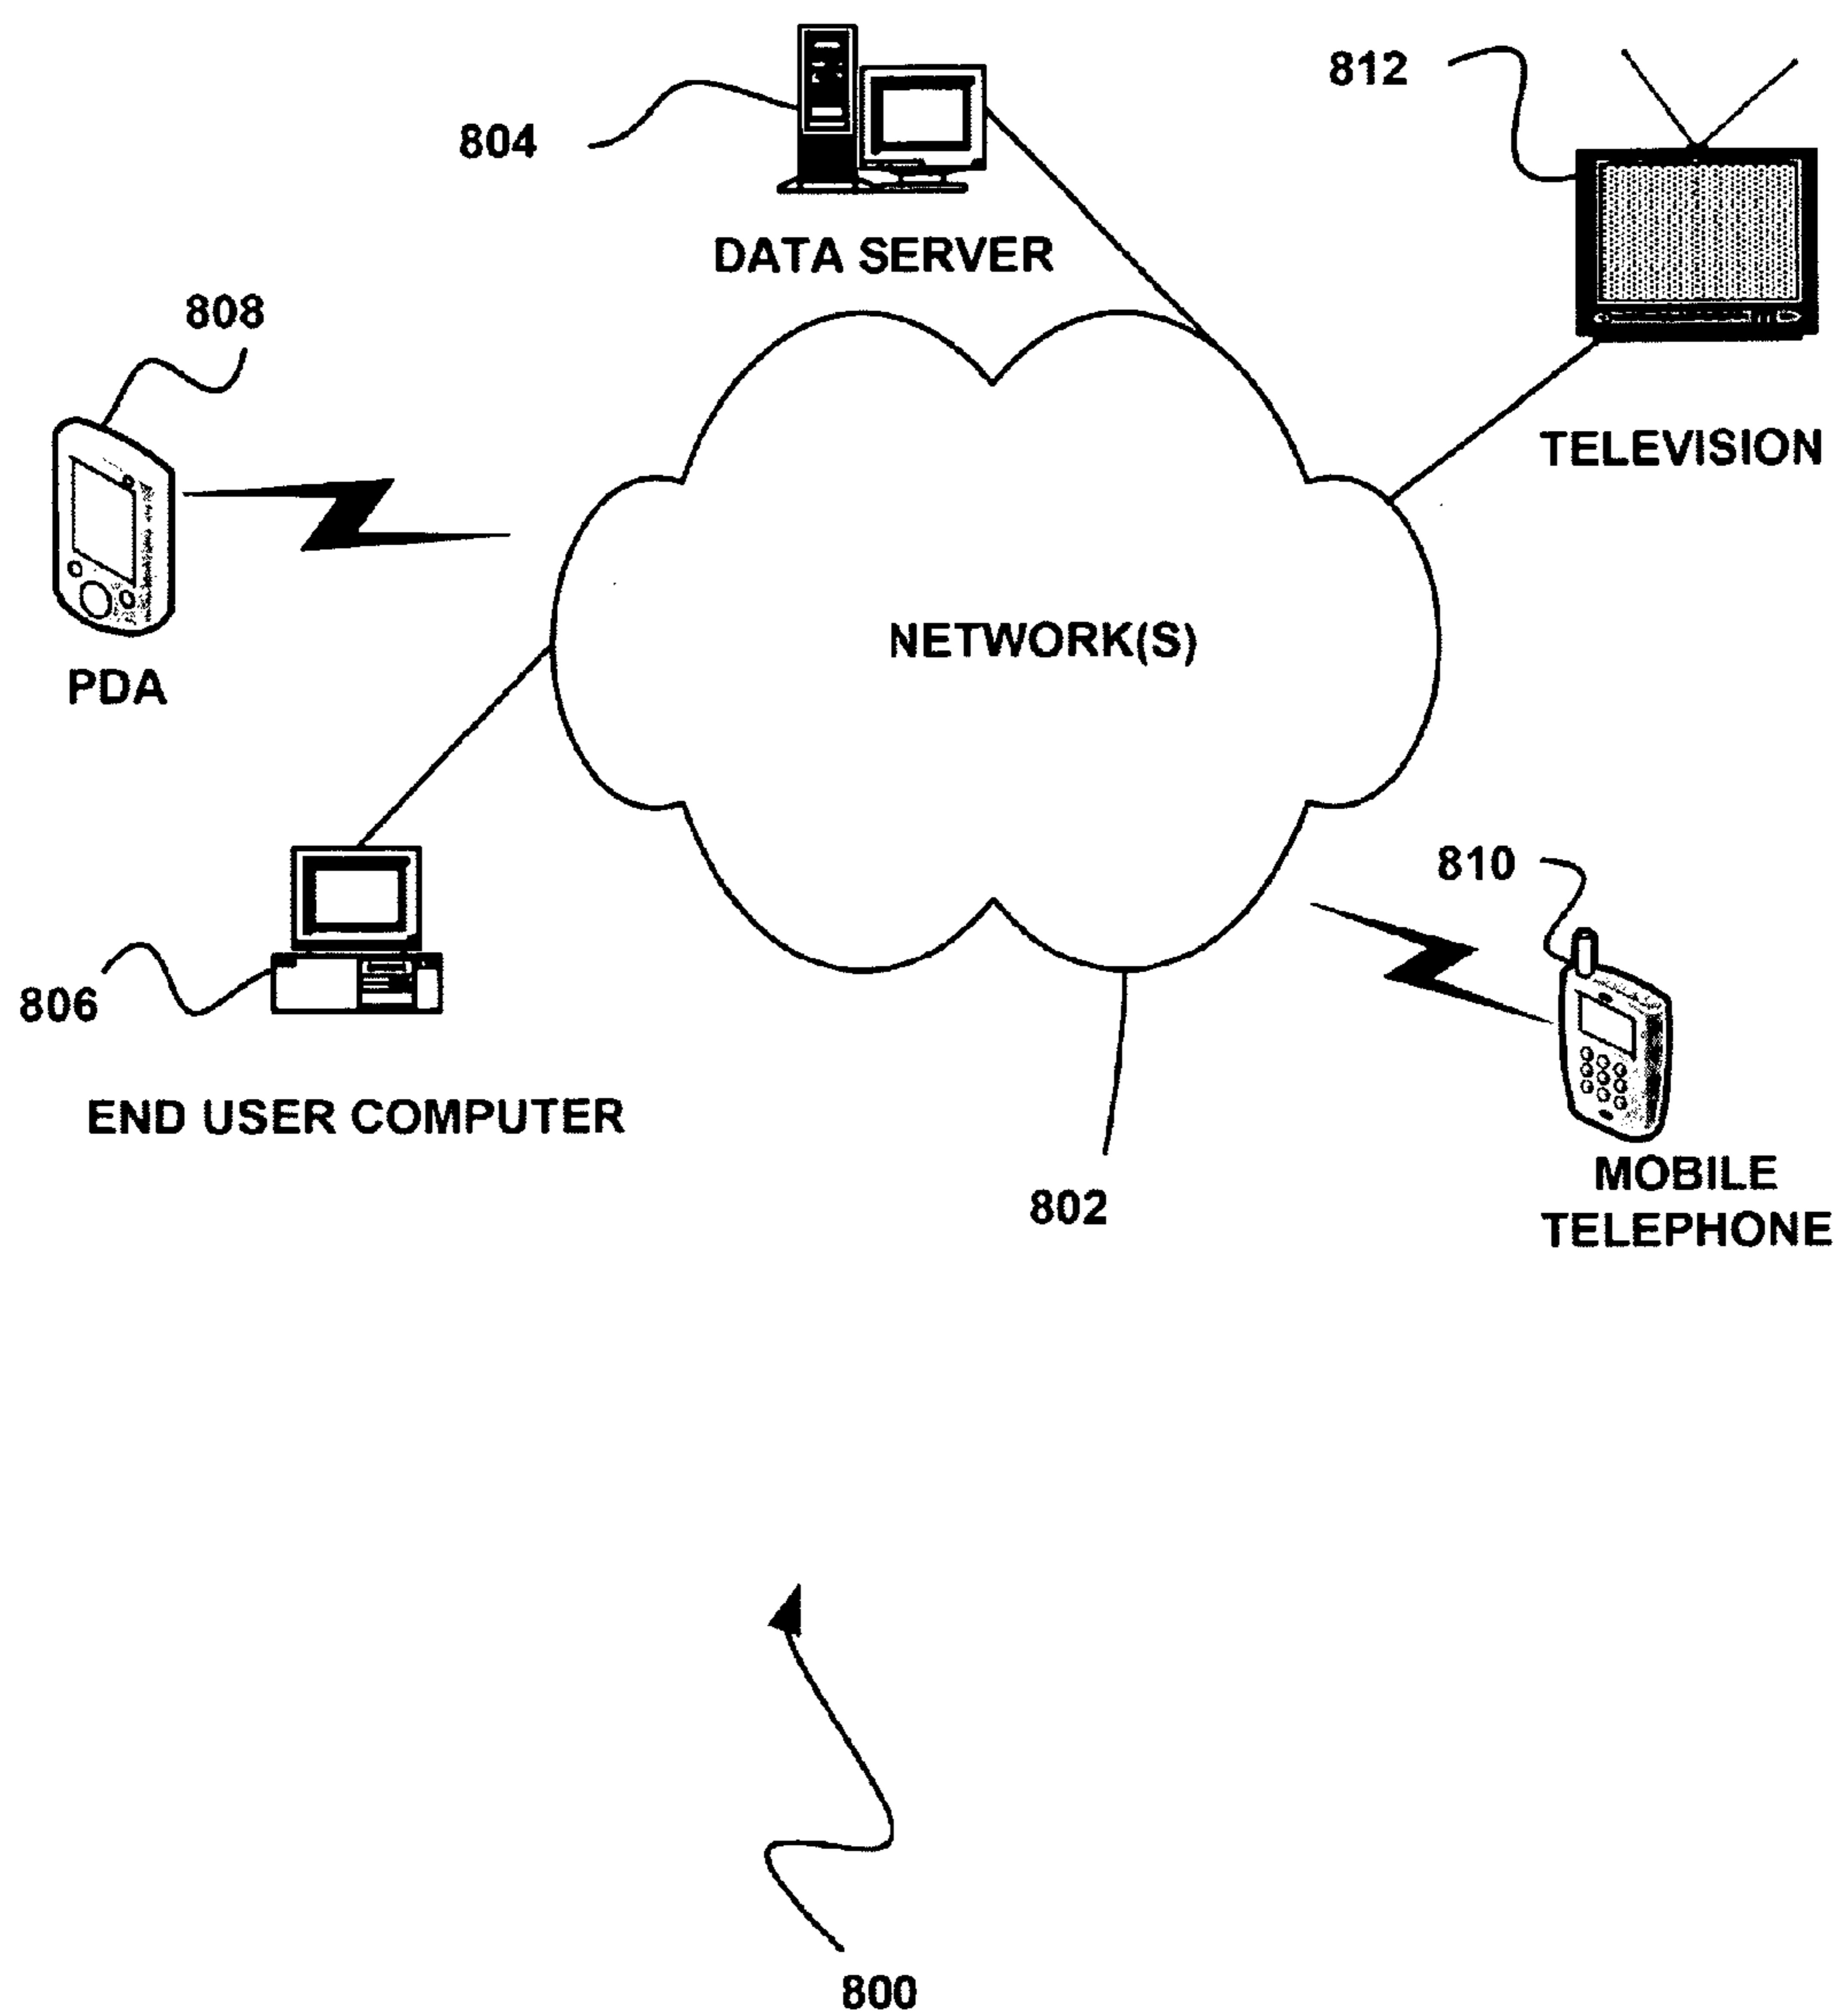 804
DATA SERVER
812
TELEVISION
808
PDA
NETWORK(S)
806
END USER COMPUTER
810
MOBILE
TELEPHONE
802
800